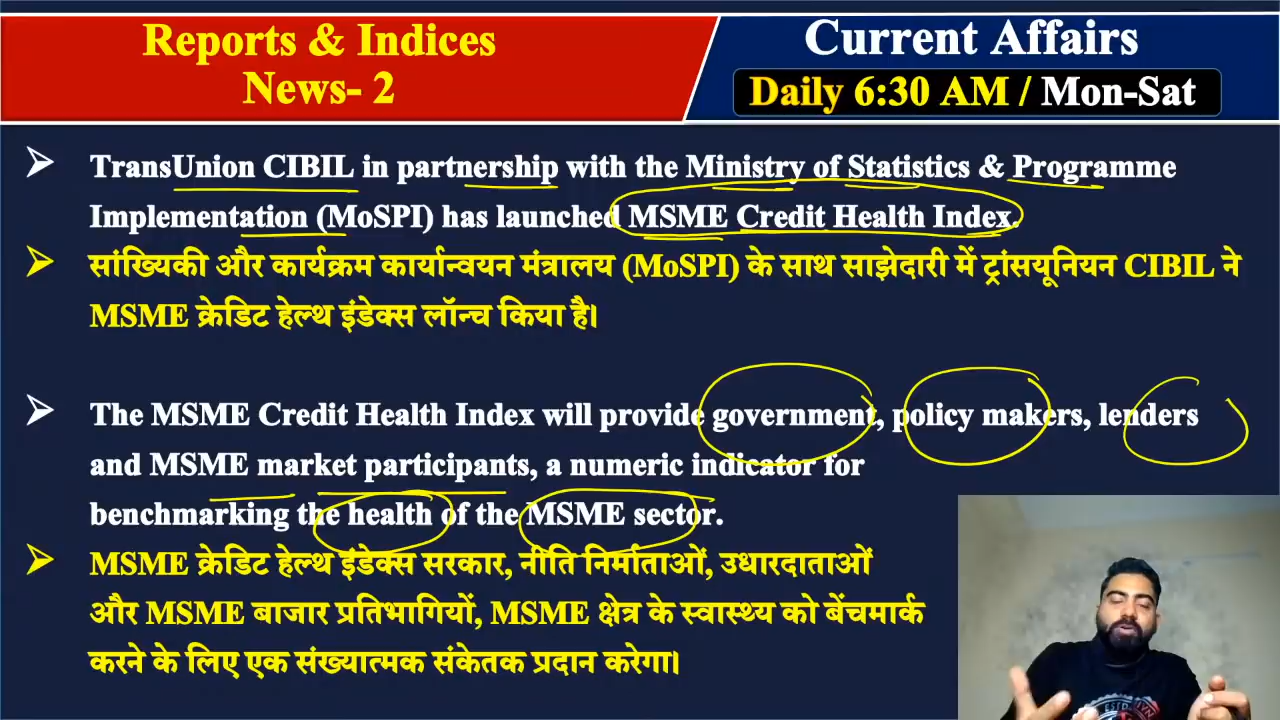 Reports & Indices
News- 2
Current Affairs
Daily 6:30 AM / Mon-Sat
TransUnion CIBIL in partnership with the Ministry of Statistics & Programme
Implementation (MoSPI) has launched MSME Credit Health Index.
सांख्यिकी और कार्यक्रम कार्यान्वयन मंत्रालय (MoSPI) के साथ साझेदारी में ट्रांसयूनियन CIBIL ने
MSME क्रेडिट हेल्थ इंडेक्स लॉन्च किया है।
The MSME Credit Health Index will provide government, policy makers, lenders
and MSME market participants, a numeric indicator for
benchmarking the health of the MSME sector.
MSME क्रेडिट हेल्थ इंडेक्स सरकार, नीति निर्माताओं, उधारदाताओं
और MSME बाजार प्रतिभागियों, MSME क्षेत्र के स्वास्थ्य को बेंचमार्क
करने के लिए एक संख्यात्मक संकेतक प्रदान करेगा।